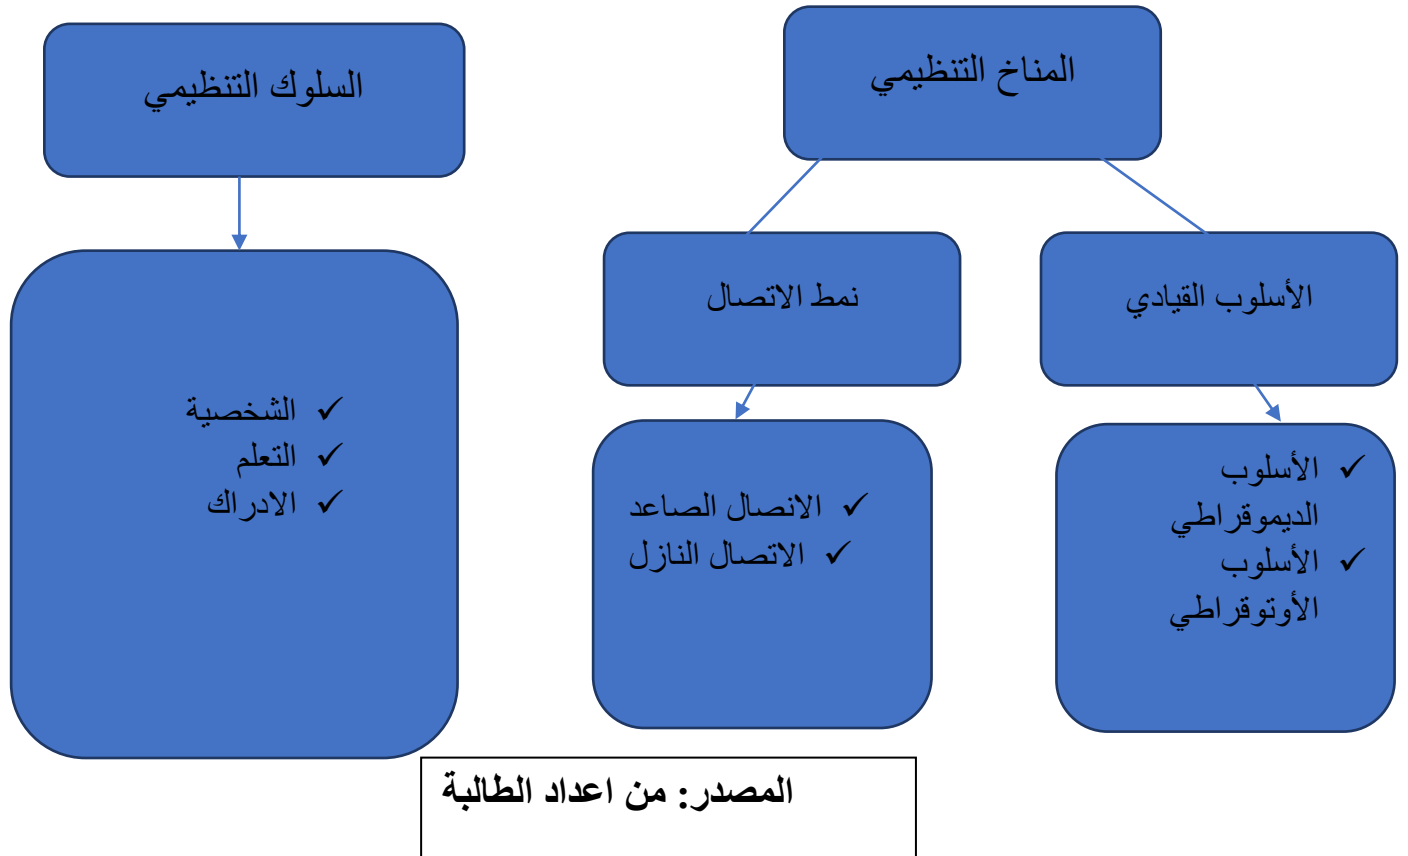 المناخ التنظيمي
السلوك التنظيمي
الأسلوب القيادي
نمط الاتصال
✓ الأسلوب
الديموقراطي
✓ الأسلوب
الأوتوقراطي
✓ الانصال الصاعد
✓ الاتصال النازل
✓ الشخصية
✓ التعلم
✓ الادراك
المصدر: من اعداد الطالبة